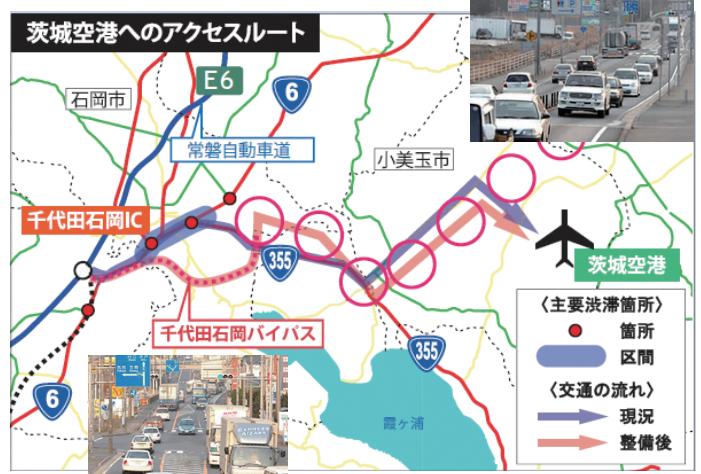 茨城空港へのアクセスルート
E6
6
石岡市
常磐自動車道
小美玉市
千代田石岡IC
355
茨城空港
千代田石岡バイパス
〈主要渋滞箇所〉
箇所
区間
355
〈交通の流れ〉
6
現況
霞ヶ浦
整備後